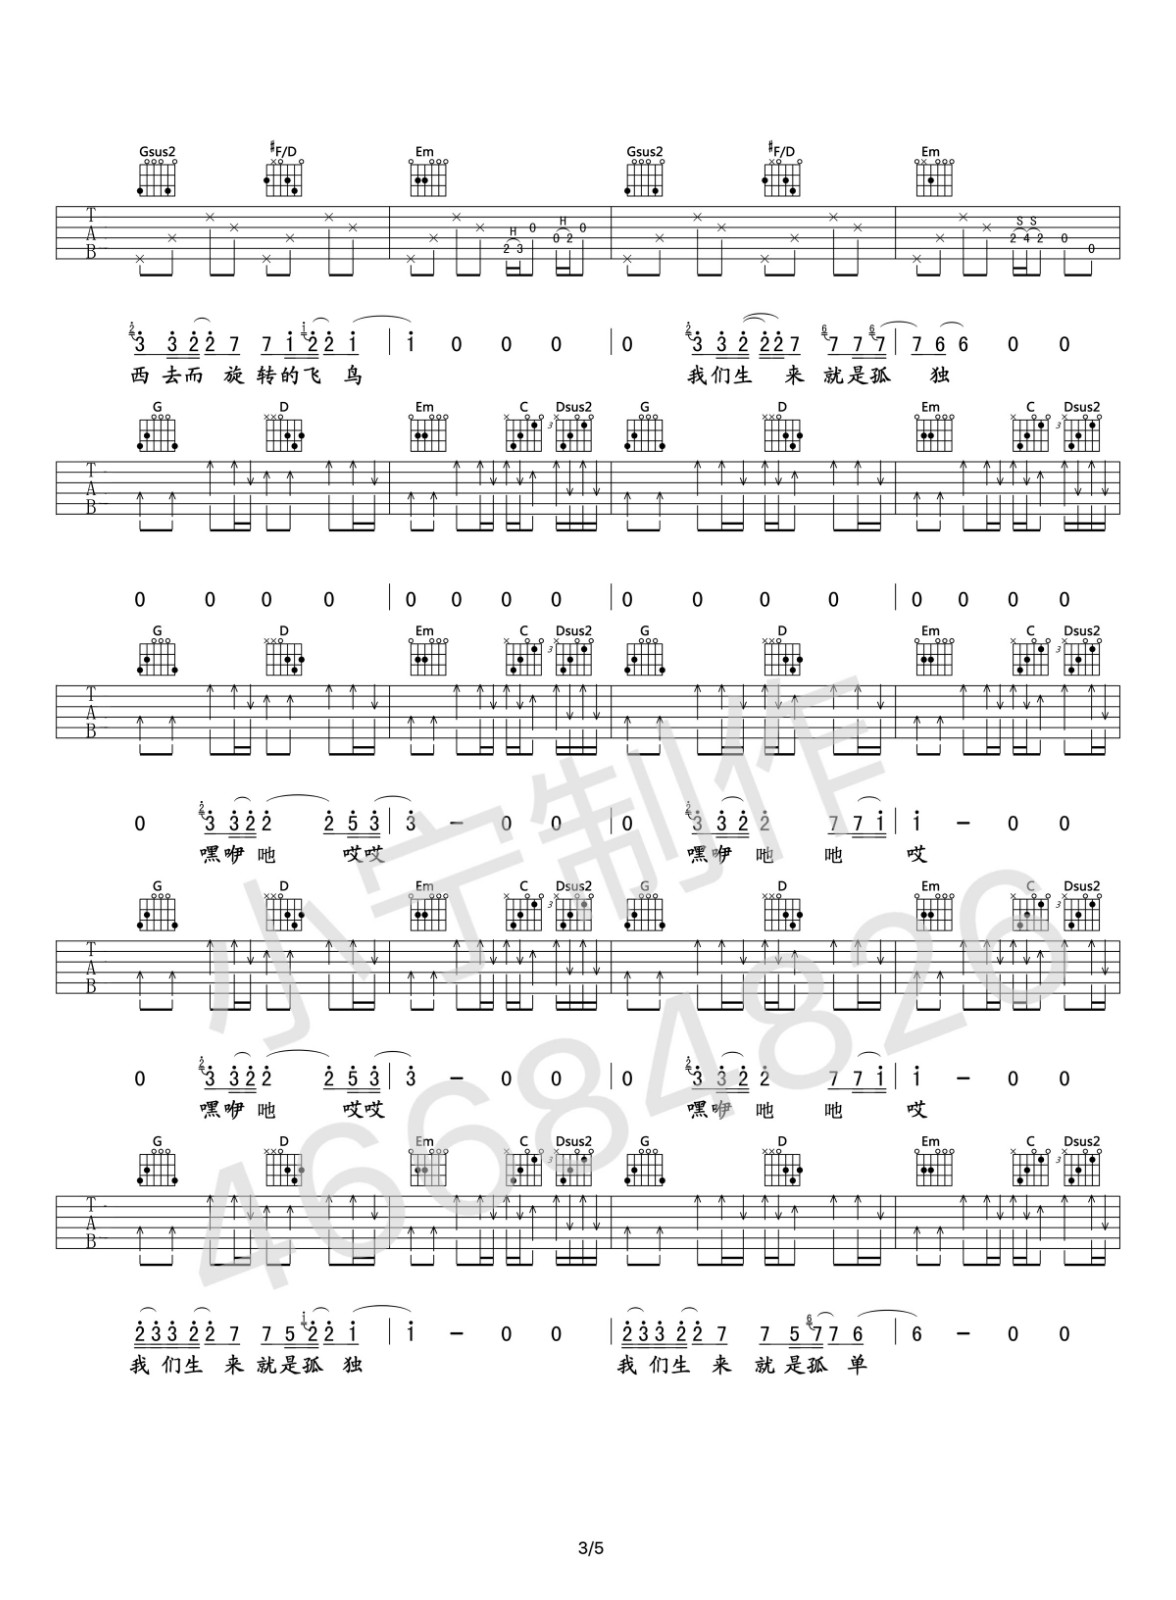 Gsus2 #F/D Em Gsus2 #F/D Em
T A B H H S S
2 3 0 0 2 0 2 4 2 0 0
3 3 2 2 7 7 1 2 2 1 | 1 0 0 0 | 0 3 3 2 2 2 7 7 7 7 | 7 6 6 0 0
西 去而 旋 转的飞 鸟 我们生 来 就是孤 独
G D Em C Dsus2 G D Em C Dsus2
T A B 3 3
0 0 0 0 | 0 0 0 0 | 0 0 0 0 | 0 0 0 0
G D Em C Dsus2 G D Em C Dsus2
T A B 3 3
0 3 3 2 2 2 5 3 | 3 – 0 0 | 0 3 3 2 2 7 7 1 | 1 – 0 0
嘿咿吔 哎哎 嘿咿吔 吔 哎
G D Em C Dsus2 G D Em C Dsus2
T A B 3 3
0 3 3 2 2 2 5 3 | 3 – 0 0 | 0 3 3 2 2 7 7 1 | 1 – 0 0
嘿咿吔 哎哎 嘿咿吔 吔 哎
G D Em C Dsus2 G D Em C Dsus2
T A B 3 3
2 3 3 2 2 7 7 5 2 2 1 | 1 – 0 0 | 2 3 3 2 2 7 7 5 7 7 6 | 6 – 0 0
我 们生 来 就是孤 独 我 们生 来 就 是孤 单
小宁制作
46684826
3/5